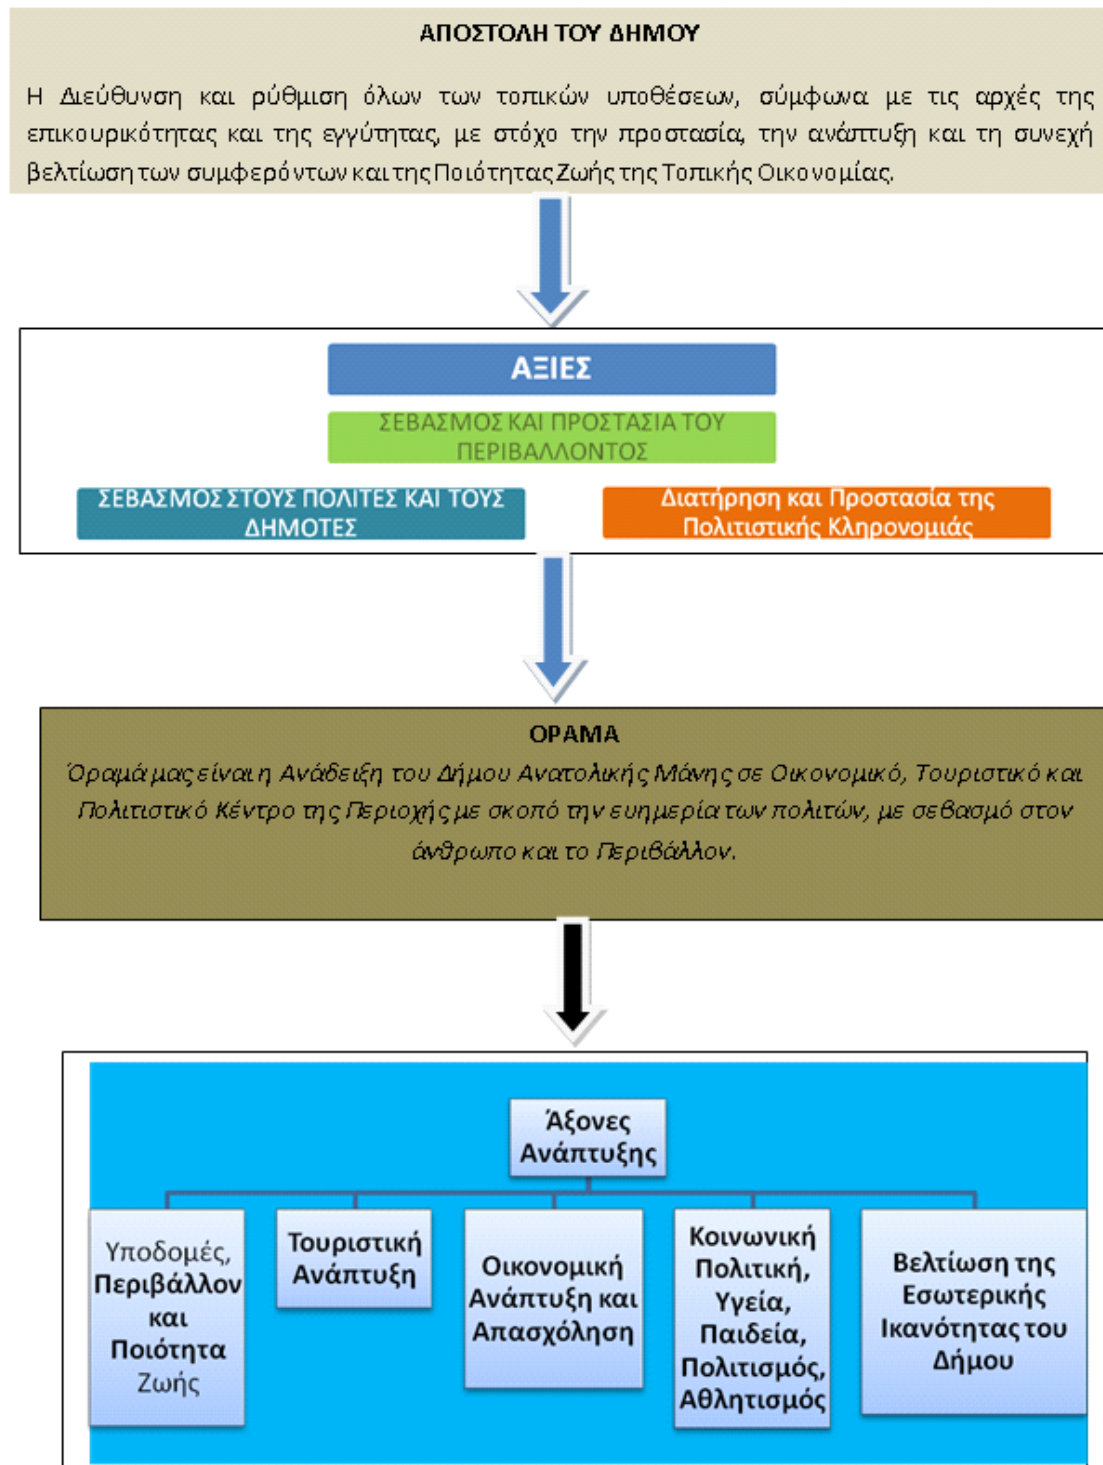 ΑΠΟΣΤΟΛΗ ΤΟΥ ΔΗΜΟΥ
Η Διεύθυνση και ρύθμιση όλων των τοπικών υποθέσεων, σύμφωνα με τις αρχές της
επικουρικότητας και της εγγύτητας, με στόχο την προστασία, την ανάπτυξη και τη συνεχή
βελτίωση των συμφερόντων και της Ποιότητας Ζωής της Τοπικής Οικονομίας.
ΑΞΙΕΣ
ΣΕΒΑΣΜΟΣ ΚΑΙ ΠΡΟΣΤΑΣΙΑ ΤΟΥ
ΠΕΡΙΒΑΛΛΟΝΤΟΣ
ΣΕΒΑΣΜΟΣ ΣΤΟΥΣ ΠΟΛΙΤΕΣ ΚΑΙ ΤΟΥΣ
ΔΗΜΟΤΕΣ
Διατήρηση και Προστασία της
Πολιτιστικής Κληρονομιάς
ΟΡΑΜΑ
Όραμά μας είναι η Ανάδειξη του Δήμου Ανατολικής Μάνης σε Οικονομικό, Τουριστικό και
Πολιτιστικό Κέντρο της Περιοχής με σκοπό την ευημερία των πολιτών, με σεβασμό στον
άνθρωπο και το Περιβάλλον.
Άξονες
Ανάπτυξης
Υποδομές,
Περιβάλλον
και
Ποιότητα
Ζωής
Τουριστική
Ανάπτυξη
Οικονομική
Ανάπτυξη και
Απασχόληση
Κοινωνική
Πολιτική,
Υγεία,
Παιδεία,
Πολιτισμός,
Αθλητισμός
Βελτίωση της
Εσωτερικής
Ικανότητας του
Δήμου